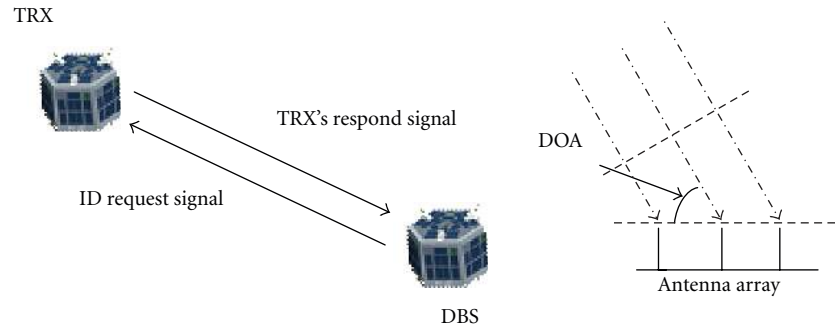 TRX
TRX's respond signal
ID request signal
DBS
DOA
Antenna array